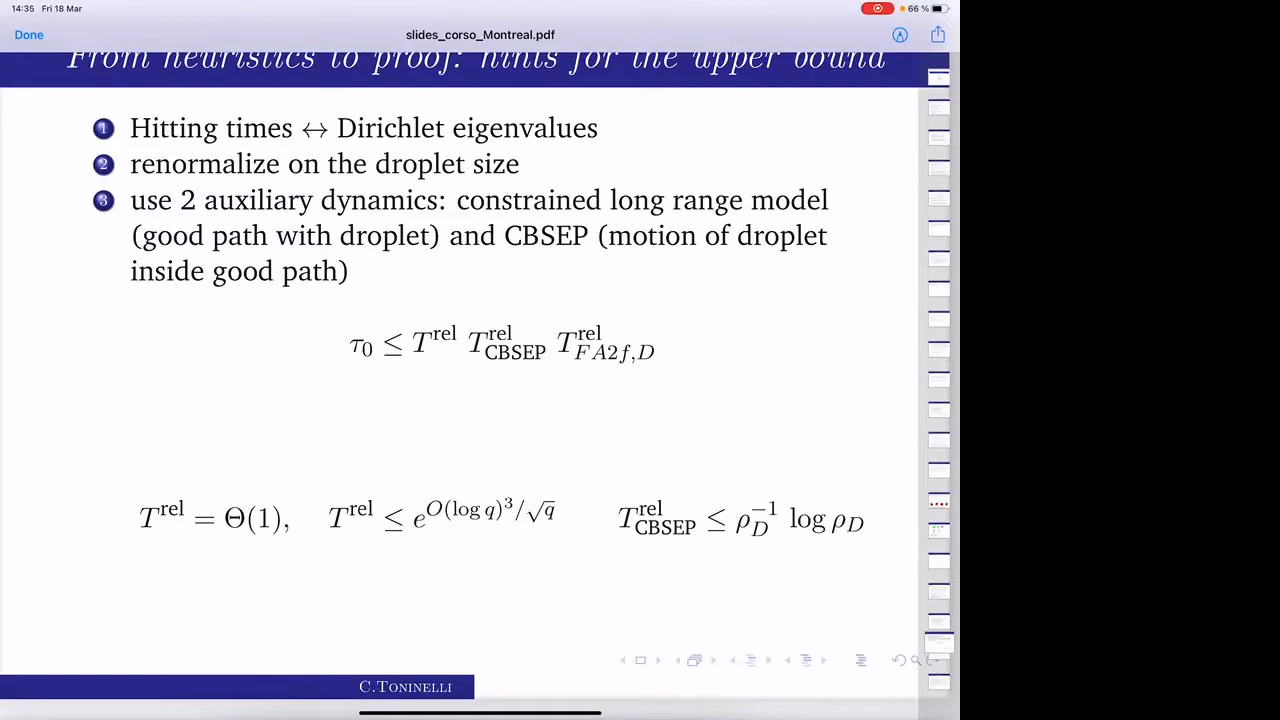 14:35 Fri 18 Mar 66 %
Done slides_corso_Montreal.pdf
From heuristics to proof: hints for the upper bound
1 Hitting times ↔ Dirichlet eigenvalues
2 renormalize on the droplet size
3 use 2 auxiliary dynamics: constrained long range model
(good path with droplet) and CBSEP (motion of droplet
inside good path)
τ₀ ≤ T^rel T^rel_CBSEP T^rel_{FA2f,D}
T^rel = Θ(1), T^rel ≤ e^{O(log q)^3/√q} T^rel_CBSEP ≤ ρ_D^{-1} log ρ_D
C.Toninelli